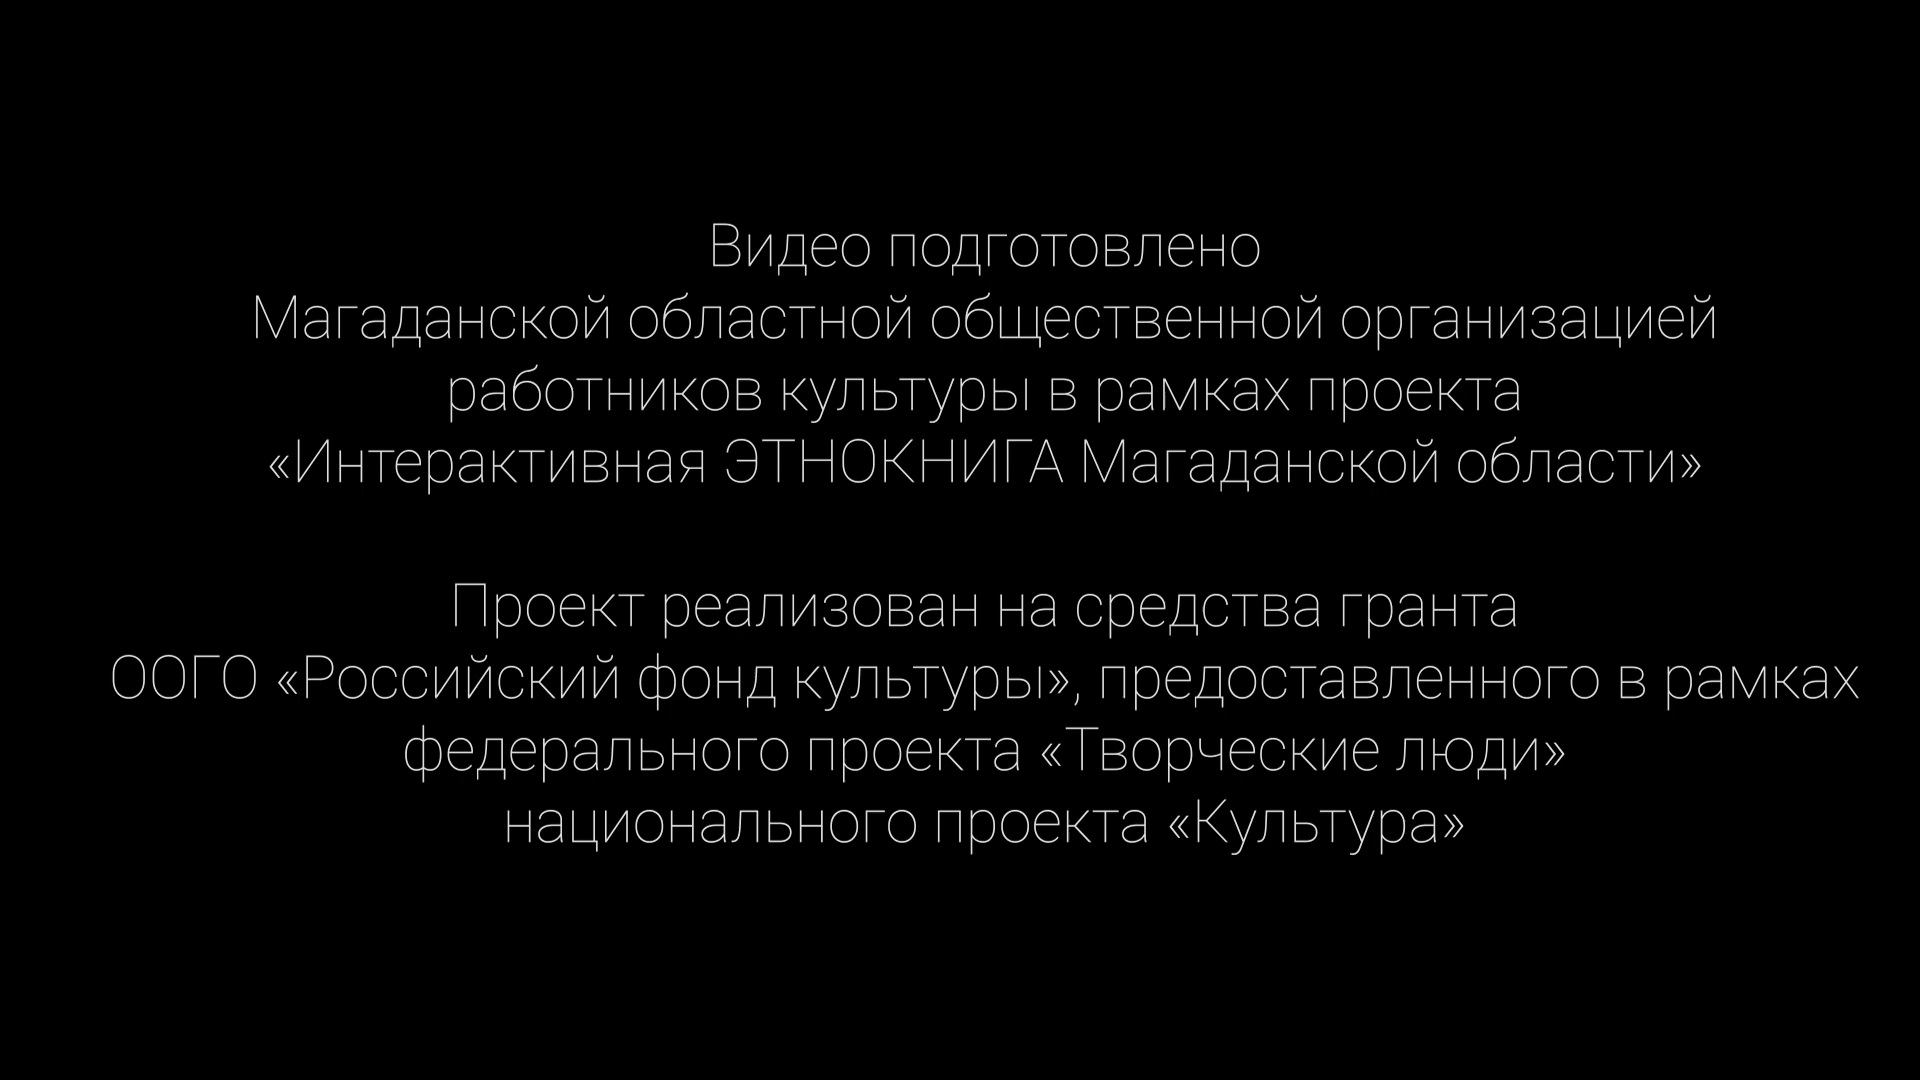 Видео подготовлено
Магаданской областной общественной организацией
работников культуры в рамках проекта
«Интерактивная ЭТНОКНИГА Магаданской области»
Проект реализован на средства гранта
ООГО «Российский фонд культуры», предоставленного в рамках
федерального проекта «Творческие люди»
национального проекта «Культура»